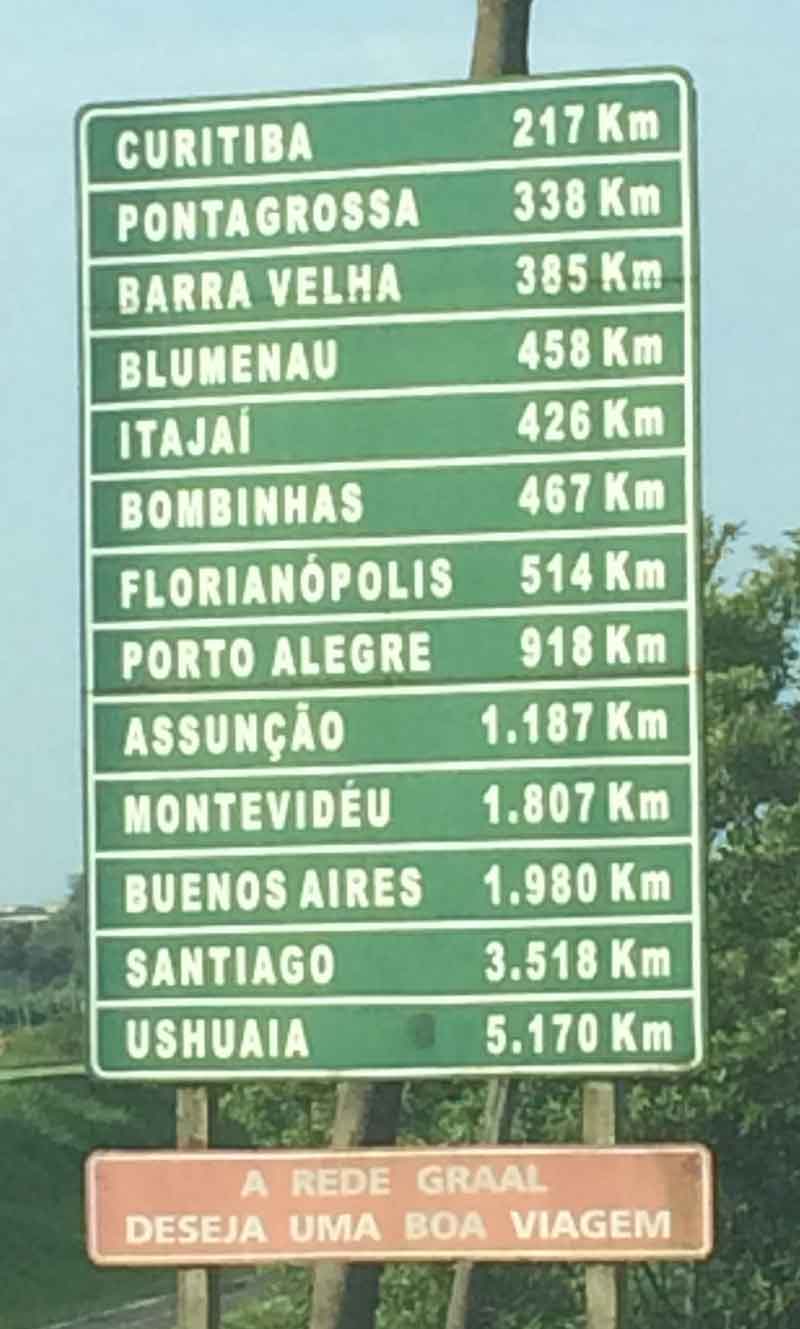 CURITIBA 217 Km
PONTAGROSSA 338 Km
BARRA VELHA 385 Km
BLUMENAU 458 Km
ITAJAÍ 426 Km
BOMBINHAS 467 Km
FLORIANÓPOLIS 514 Km
PORTO ALEGRE 918 Km
ASSUNÇÃO 1.187 Km
MONTEVIDÉU 1.807 Km
BUENOS AIRES 1.980 Km
SANTIAGO 3.518 Km
USHUAIA 5.170 Km
A REDE GRAAL
DESEJA UMA BOA VIAGEM